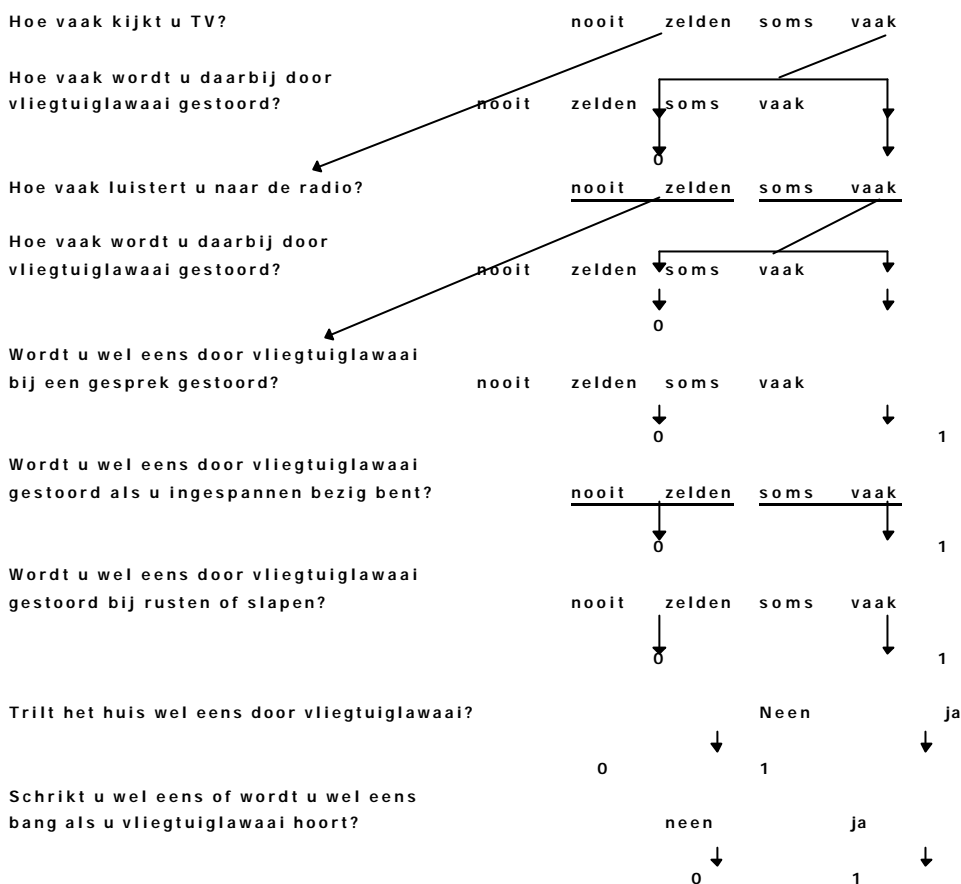 Hoe vaak kijkt u TV? nooit zelden soms vaak
Hoe vaak wordt u daarbij door
vliegtuiglawaai gestoord? nooit zelden soms vaak
0
Hoe vaak luistert u naar de radio? nooit zelden soms vaak
Hoe vaak wordt u daarbij door
vliegtuiglawaai gestoord? nooit zelden soms vaak
0
Wordt u wel eens door vliegtuiglawaai
bij een gesprek gestoord? nooit zelden soms vaak
0 1
Wordt u wel eens door vliegtuiglawaai
gestoord als u ingespannen bezig bent? nooit zelden soms vaak
0 1
Wordt u wel eens door vliegtuiglawaai
gestoord bij rusten of slapen? nooit zelden soms vaak
0 1
Trilt het huis wel eens door vliegtuiglawaai? Neen ja
0 1
Schrikt u wel eens of wordt u wel eens
bang als u vliegtuiglawaai hoort? neen ja
0 1